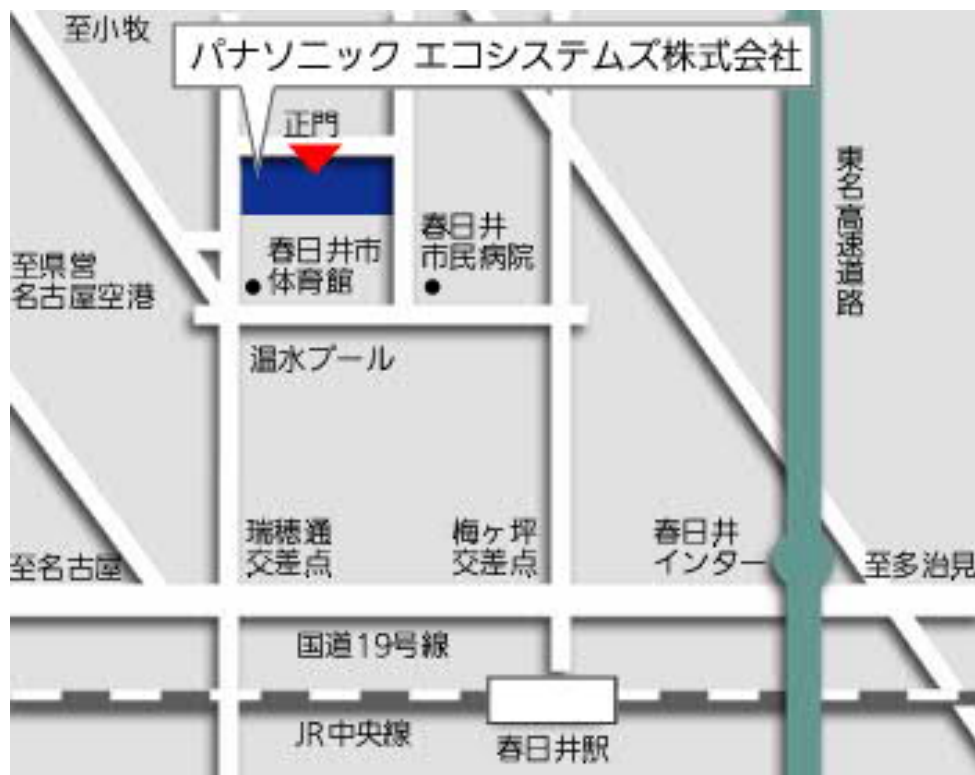 至小牧
パナソニック エコシステムズ株式会社
正門
東名高速道路
春日井市
体育館
春日井
市民病院
至県営
名古屋空港
温水プール
瑞穂通
交差点
梅ヶ坪
交差点
春日井
インター
至名古屋
至多治見
国道19号線
JR中央線
春日井駅